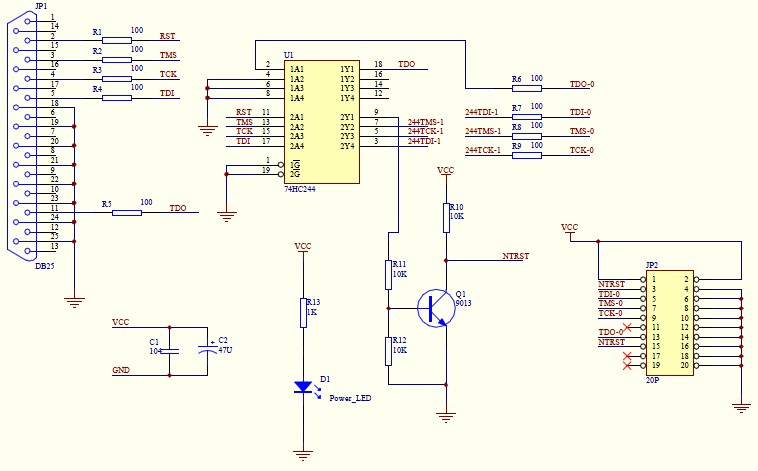 JP1
1
14
2
15
3
16
4
17
5
18
6
19
7
20
8
21
9
22
10
23
11
24
12
25
13
DB25
R1 100 RST
R2 100 TMS
R3 100 TCK
R4 100 TDI
R5 100 TDO
U1
2 1A1 1Y1 18 TDO
4 1A2 1Y2 16
6 1A3 1Y3 14
8 1A4 1Y4 12
RST 11 2A1 2Y1 9
TMS 13 2A2 2Y2 7 244TMS-1
TCK 15 2A3 2Y3 5 244TCK-1
TDI 17 2A4 2Y4 3 244TDI-1
1 1G
19 2G
74HC244
R6 100 TDO-0
244TDI-1 R7 100 TDI-0
244TMS-1 R8 100 TMS-0
244TCK-1 R9 100 TCK-0
VCC
R10
10K
NTRST
R11
10K
Q1
9013
R12
10K
VCC
R13
1K
D1
Power_LED
VCC
C1
104
C2
47U
GND
VCC
JP2
1 2
NTRST 3 4
TDI-0 5 6
TMS-0 7 8
TCK-0 9 10
11 12
TDO-0 13 14
NTRST 15 16
17 18
19 20
20P